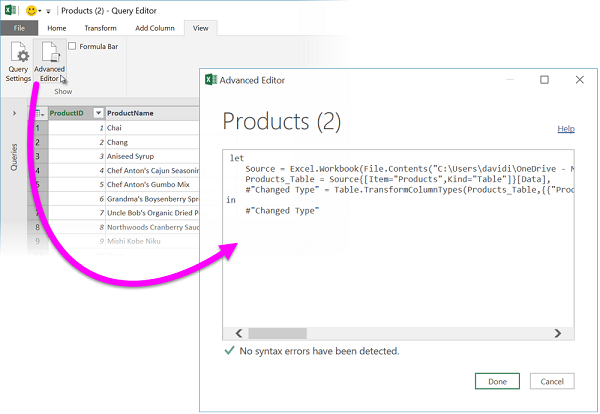 Products (2) - Query Editor
File Home Transform Add Column View
Query Settings
Advanced Editor
Formula Bar
Show
Queries
ProductID ProductName
1 1 Chai
2 2 Chang
3 3 Aniseed Syrup
4 4 Chef Anton's Cajun Seasonin
5 5 Chef Anton's Gumbo Mix
6 6 Grandma's Boysenberry Spr
7 7 Uncle Bob's Organic Dried P
8 8 Northwoods Cranberry Sauc
9 9 Mishi Kobe Niku
Advanced Editor
Products (2)
Help
let
Source = Excel.Workbook(File.Contents("C:\Users\davidi\OneDrive - M
Products_Table = Source{[Item="Products",Kind="Table"]}[Data],
#"Changed Type" = Table.TransformColumnTypes(Products_Table,{{"Prod
in
#"Changed Type"
No syntax errors have been detected.
Done Cancel